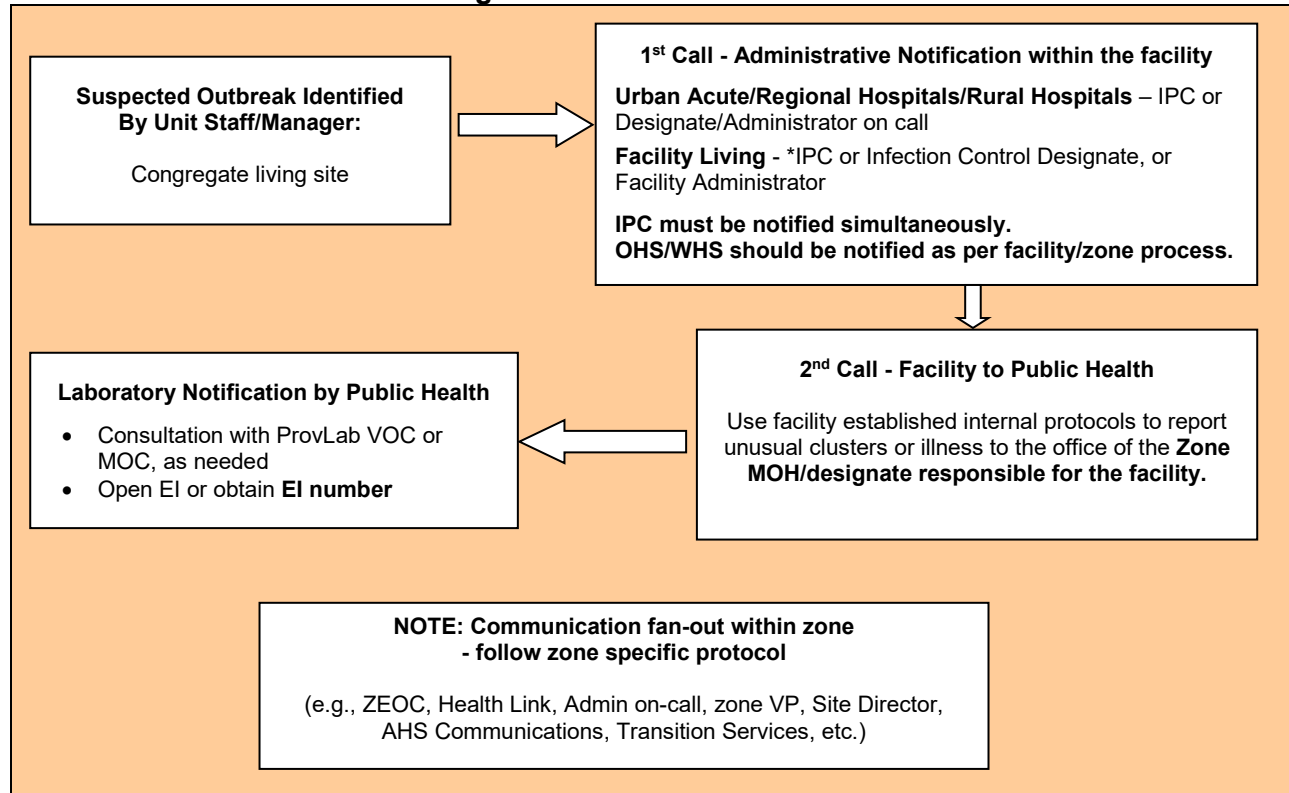 Suspected Outbreak Identified
By Unit Staff/Manager:
Congregate living site
1st Call - Administrative Notification within the facility
Urban Acute/Regional Hospitals/Rural Hospitals – IPC or
Designate/Administrator on call
Facility Living - *IPC or Infection Control Designate, or
Facility Administrator
IPC must be notified simultaneously.
OHS/WHS should be notified as per facility/zone process.
2nd Call - Facility to Public Health
Use facility established internal protocols to report
unusual clusters or illness to the office of the Zone
MOH/designate responsible for the facility.
Laboratory Notification by Public Health
• Consultation with ProvLab VOC or
MOC, as needed
• Open EI or obtain EI number
NOTE: Communication fan-out within zone
- follow zone specific protocol
(e.g., ZEOC, Health Link, Admin on-call, zone VP, Site Director,
AHS Communications, Transition Services, etc.)